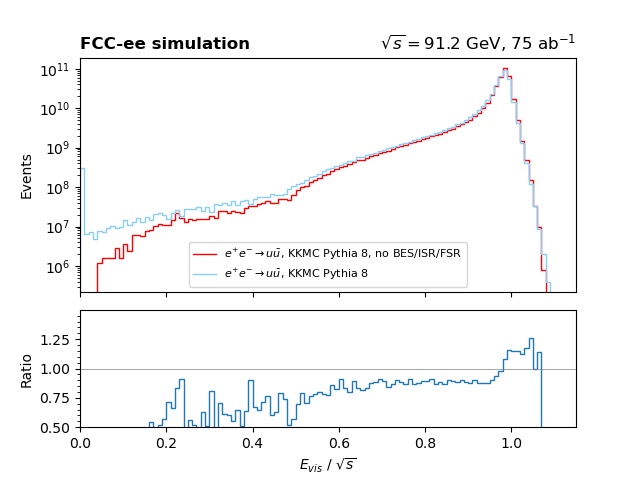 FCC-ee simulation √s = 91.2 GeV, 75 ab⁻¹
10¹¹
10¹⁰
10⁹
10⁸
10⁷
10⁶
Events
e⁺e⁻ → uū, KKMC Pythia 8, no BES/ISR/FSR
e⁺e⁻ → uū, KKMC Pythia 8
1.25
1.00
0.75
0.50
Ratio
0.0 0.2 0.4 0.6 0.8 1.0
E_vis / √s